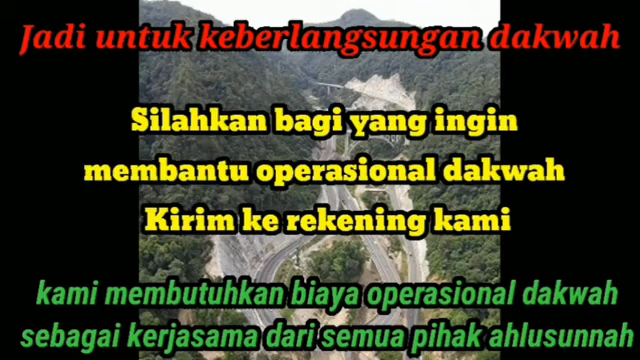 Jadi untuk keberlangsungan dakwah
Silahkan bagi yang ingin
membantu operasional dakwah
Kirim ke rekening kami
kami membutuhkan biaya operasional dakwah
sebagai kerjasama dari semua pihak ahlusunnah